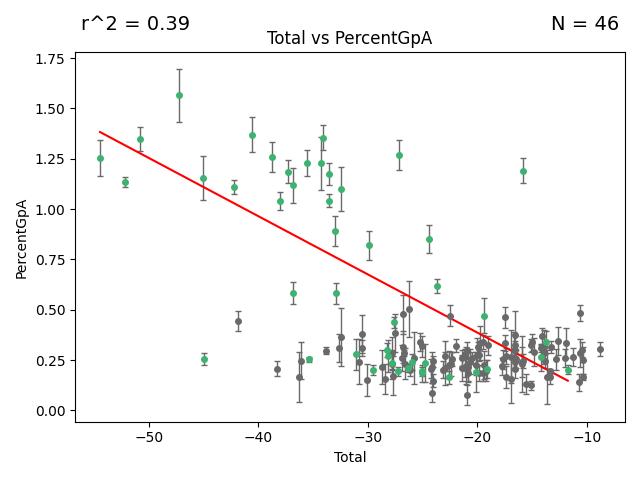 r^2 = 0.39
N = 46
Total vs PercentGpA
1.75
1.50
1.25
1.00
0.75
0.50
0.25
0.00
PercentGpA
−50
−40
−30
−20
−10
Total